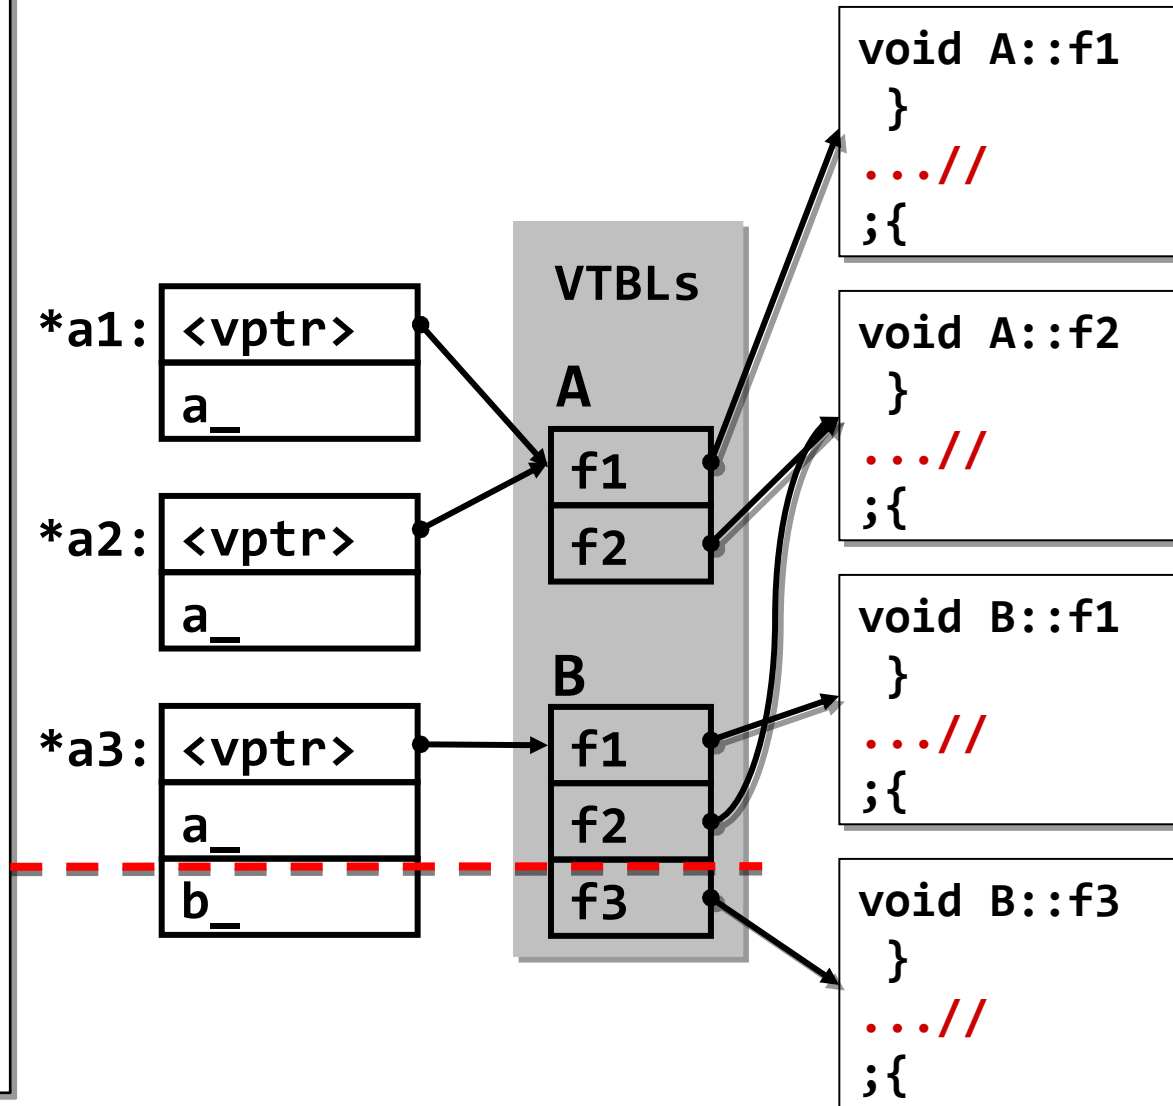 *a1:
<vptr>
a_
*a2:
<vptr>
a_
*a3:
<vptr>
a_
b_
VTBLs
A
f1
f2
B
f1
f2
f3
void A::f1
}
...//
;{
void A::f2
}
...//
;{
void B::f1
}
...//
;{
void B::f3
}
...//
;{